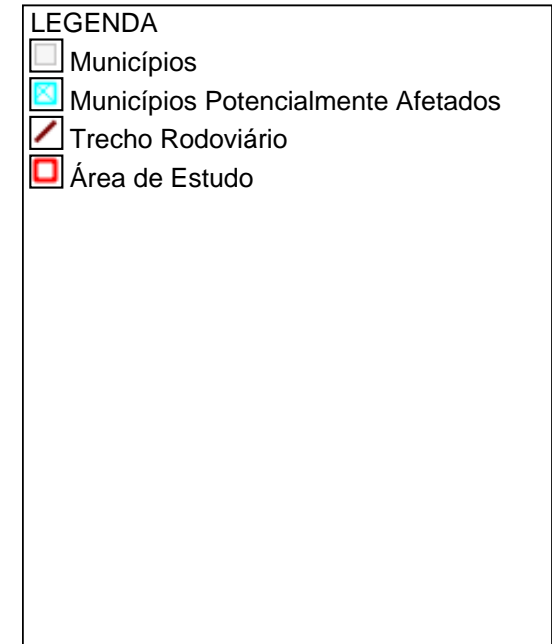 LEGENDA
Municípios
Municípios Potencialmente Afetados
Trecho Rodoviário
Área de Estudo